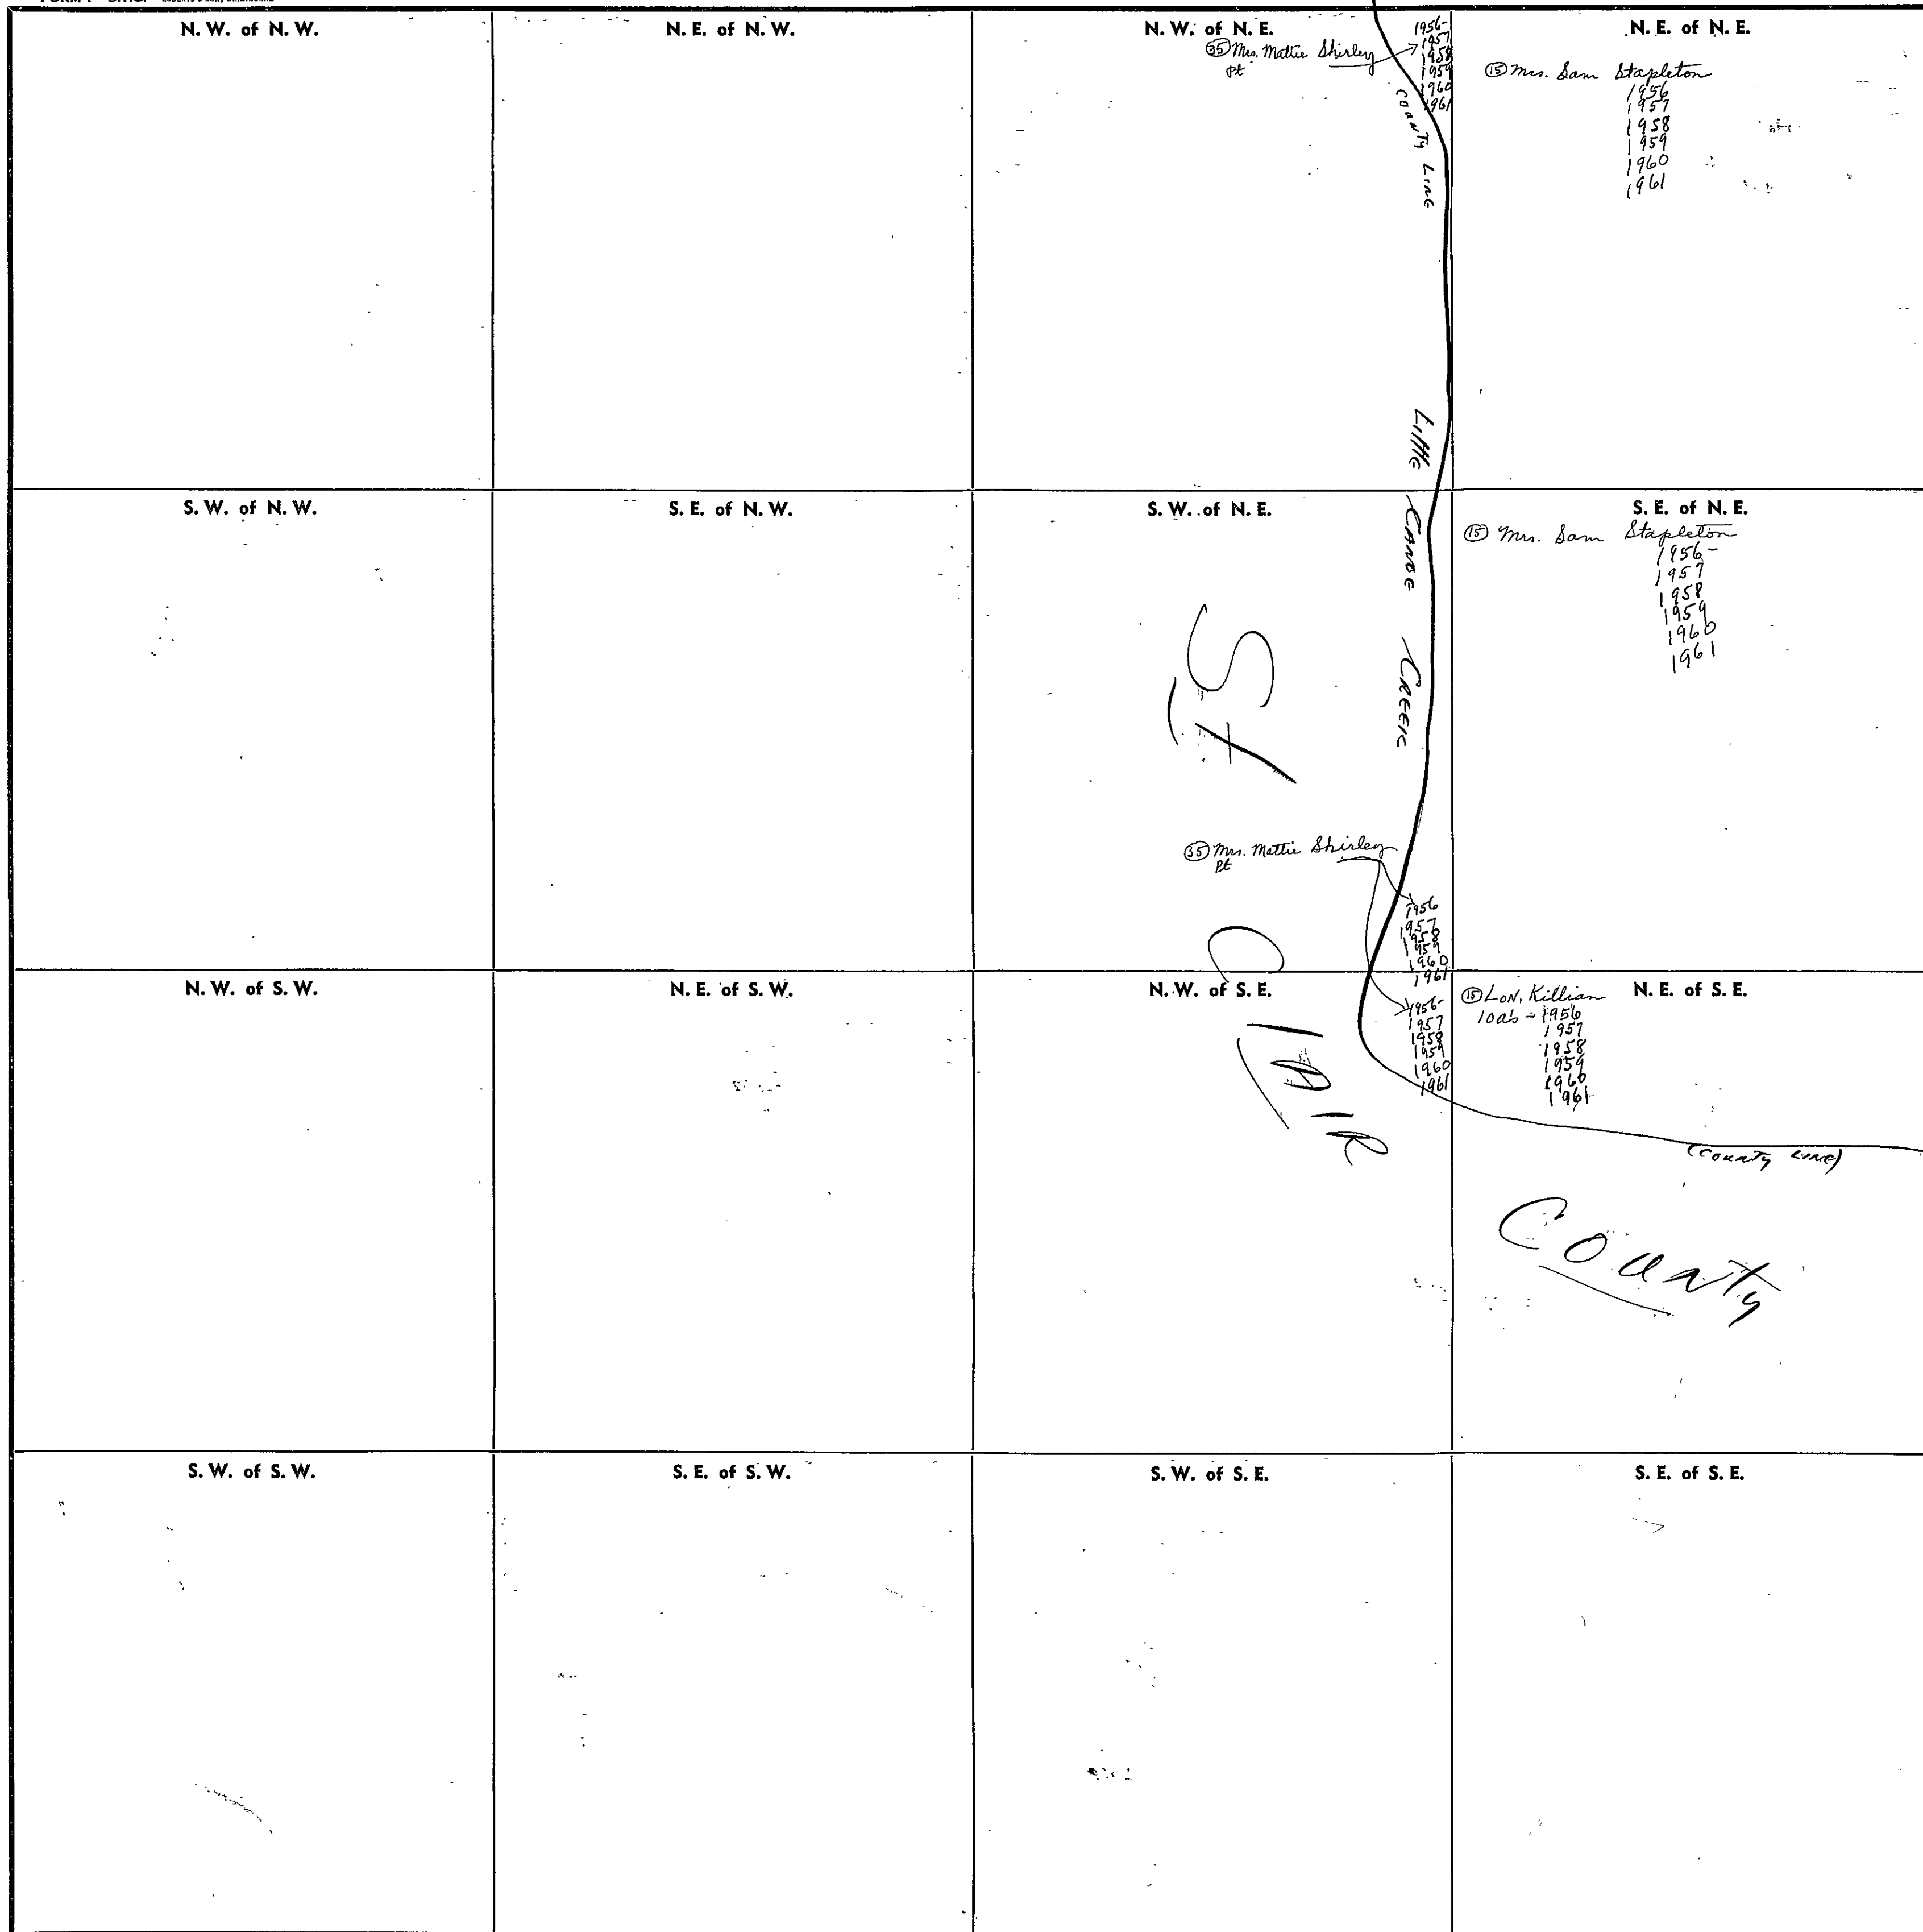 N. W. of N. W.
N. E. of N. W.
N. W. of N. E.
㉟ Mrs. Mattie Shirley
Pt
1956-
1957
1958
1959
1960
1961
COUNTY LINE
N. E. of N. E.
⑮ Mrs. Sam Stapleton
1956
1957
1958
1959
1960
1961
LittlE CANOE CREEK
S. W. of N. W.
S. E. of N. W.
S. W. of N. E.
St
CLAIR
County
㉟ Mrs. Mattie Shirley
Pt
1956
1957
1958
1959
1960
1961
S. E. of N. E.
⑮ Mrs. Sam Stapleton
1956-
1957
1958
1959
1960
1961
N. W. of S. W.
N. E. of S. W.
N. W. of S. E.
1956-
1957
1958
1959
1960
1961
N. E. of S. E.
⑮ Lon. Killian
10a's - 1956
1957
1958
1959
1960
1961
(COUNTY LINE)
S. W. of S. W.
S. E. of S. W.
S. W. of S. E.
S. E. of S. E.